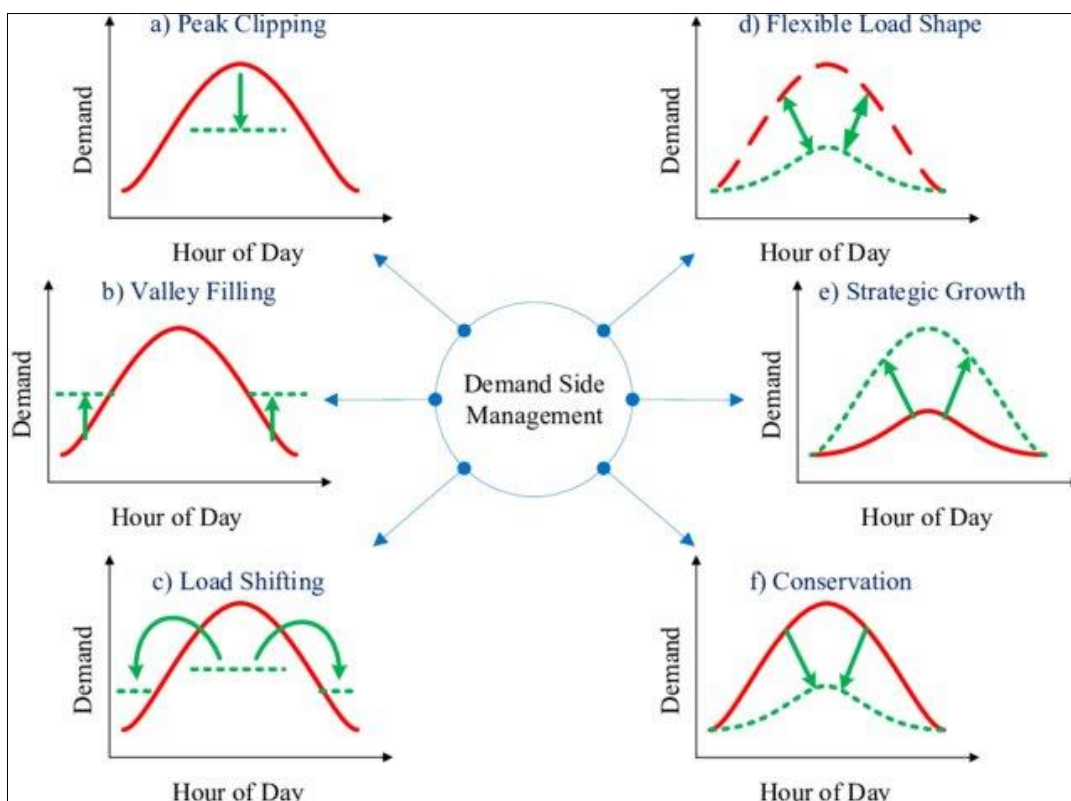 a) Peak Clipping
Demand
Hour of Day
d) Flexible Load Shape
Demand
Hour of Day
b) Valley Filling
Demand
Hour of Day
Demand Side
Management
e) Strategic Growth
Demand
Hour of Day
c) Load Shifting
Demand
Hour of Day
f) Conservation
Demand
Hour of Day